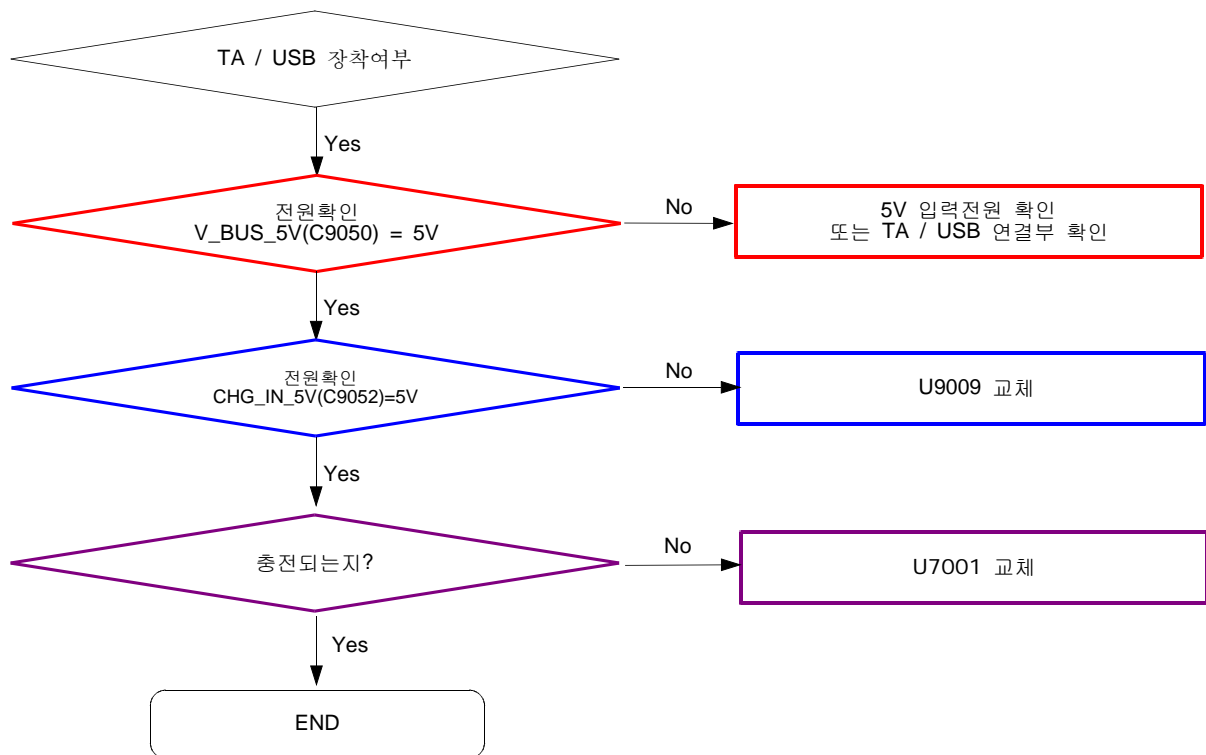 TA / USB 장착여부
Yes
전원확인
V_BUS_5V(C9050) = 5V
No
5V 입력전원 확인
또는 TA / USB 연결부 확인
Yes
전원확인
CHG_IN_5V(C9052)=5V
No
U9009 교체
Yes
충전되는지?
No
U7001 교체
Yes
END